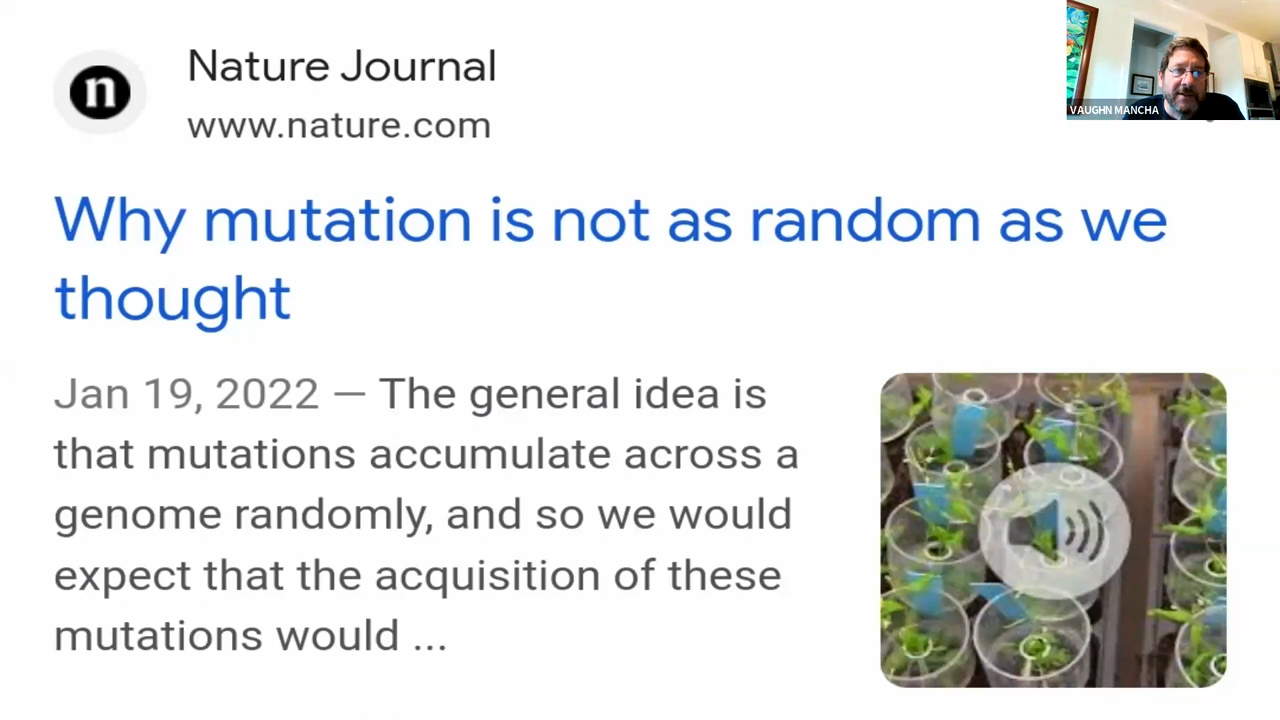 n
Nature Journal
www.nature.com
VAUGHN MANCHA
Why mutation is not as random as we
thought
Jan 19, 2022 — The general idea is
that mutations accumulate across a
genome randomly, and so we would
expect that the acquisition of these
mutations would ...